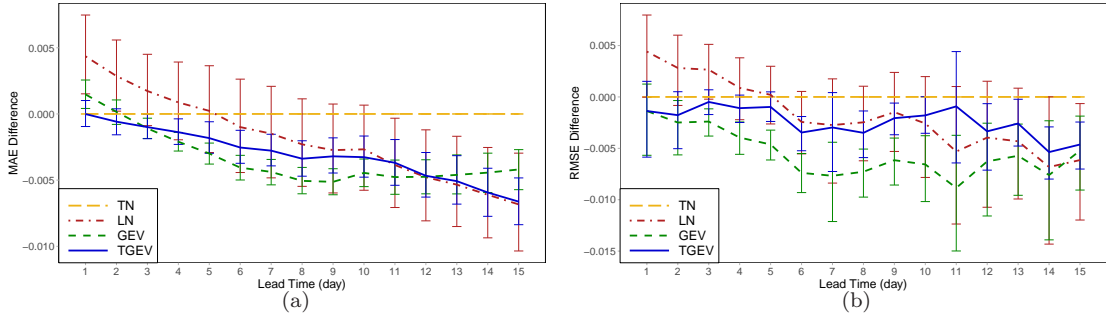 0.005
0.000
−0.005
−0.010
MAE Difference
TN
LN
GEV
TGEV
1 2 3 4 5 6 7 8 9 10 11 12 13 14 15
Lead Time (day)
(a)
0.005
0.000
−0.005
−0.010
−0.015
RMSE Difference
TN
LN
GEV
TGEV
1 2 3 4 5 6 7 8 9 10 11 12 13 14 15
Lead Time (day)
(b)